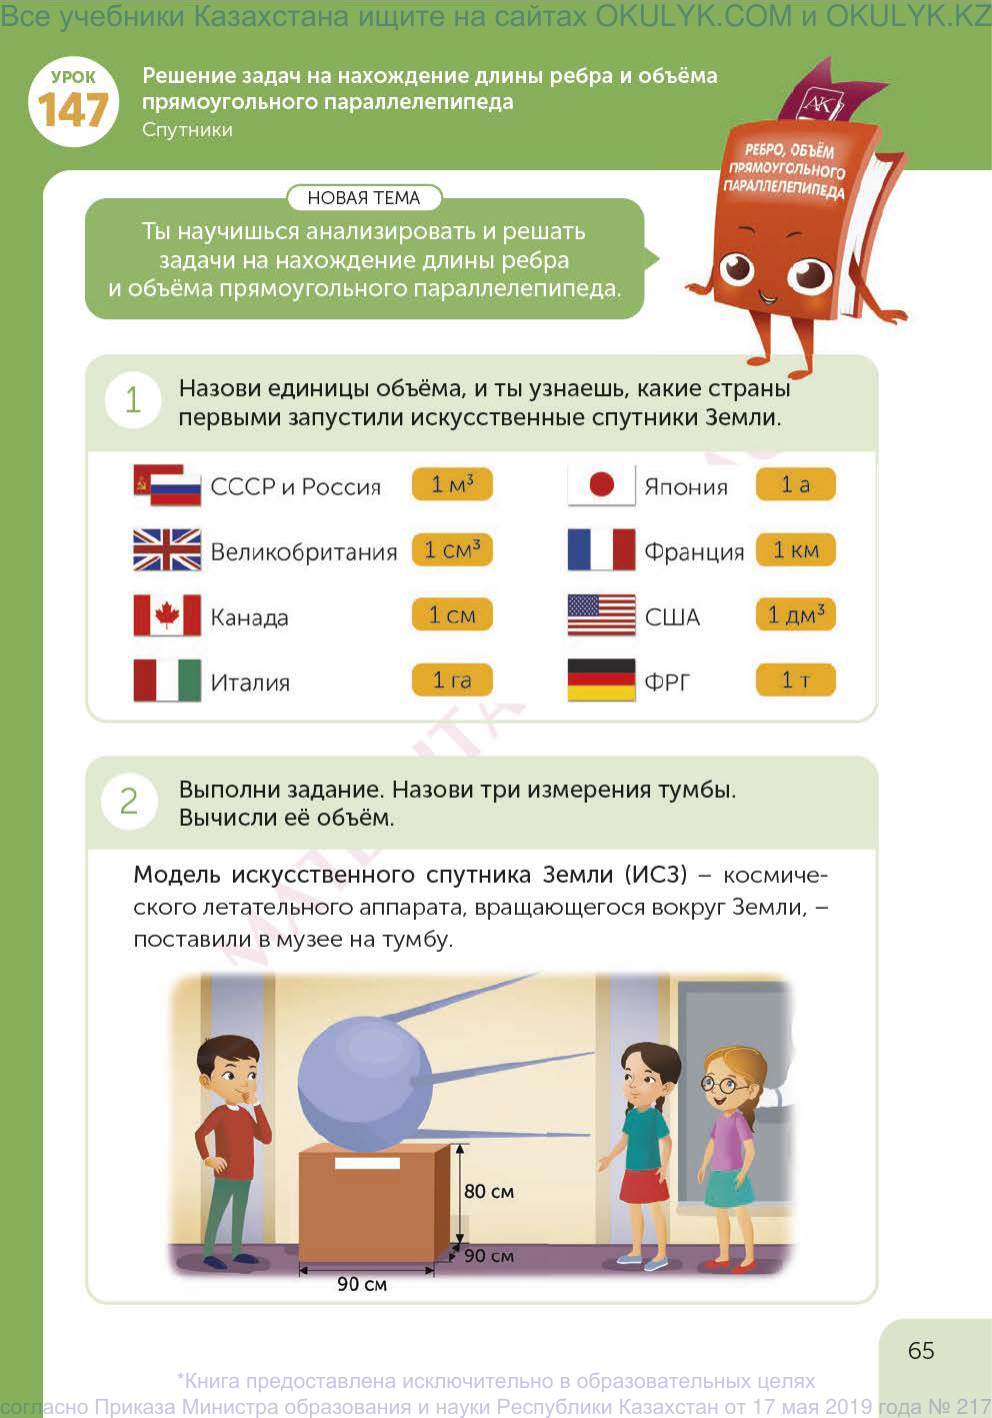 Все учебники Казахстана ищите на сайтах OKULYK.COM и OKULYK.KZ
УРОК
147
Решение задач на нахождение длины ребра и объёма
прямоугольного параллелепипеда
Спутники
АК
РЕБРО, ОБЪЁМ
ПРЯМОУГОЛЬНОГО
ПАРАЛЛЕЛЕПИПЕДА
НОВАЯ ТЕМА
Ты научишься анализировать и решать
задачи на нахождение длины ребра
и объёма прямоугольного параллелепипеда.
1
Назови единицы объёма, и ты узнаешь, какие страны
первыми запустили искусственные спутники Земли.
СССР и Россия 1 м³ Япония 1 а
Великобритания 1 см³ Франция 1 км
Канада 1 см США 1 дм³
Италия 1 га ФРГ 1 т
2
Выполни задание. Назови три измерения тумбы.
Вычисли её объём.
Модель искусственного спутника Земли (ИСЗ) – космиче-
ского летательного аппарата, вращающегося вокруг Земли, –
поставили в музее на тумбу.
80 см
90 см
90 см
65
*Книга предоставлена исключительно в образовательных целях
согласно Приказа Министра образования и науки Республики Казахстан от 17 мая 2019 года № 217